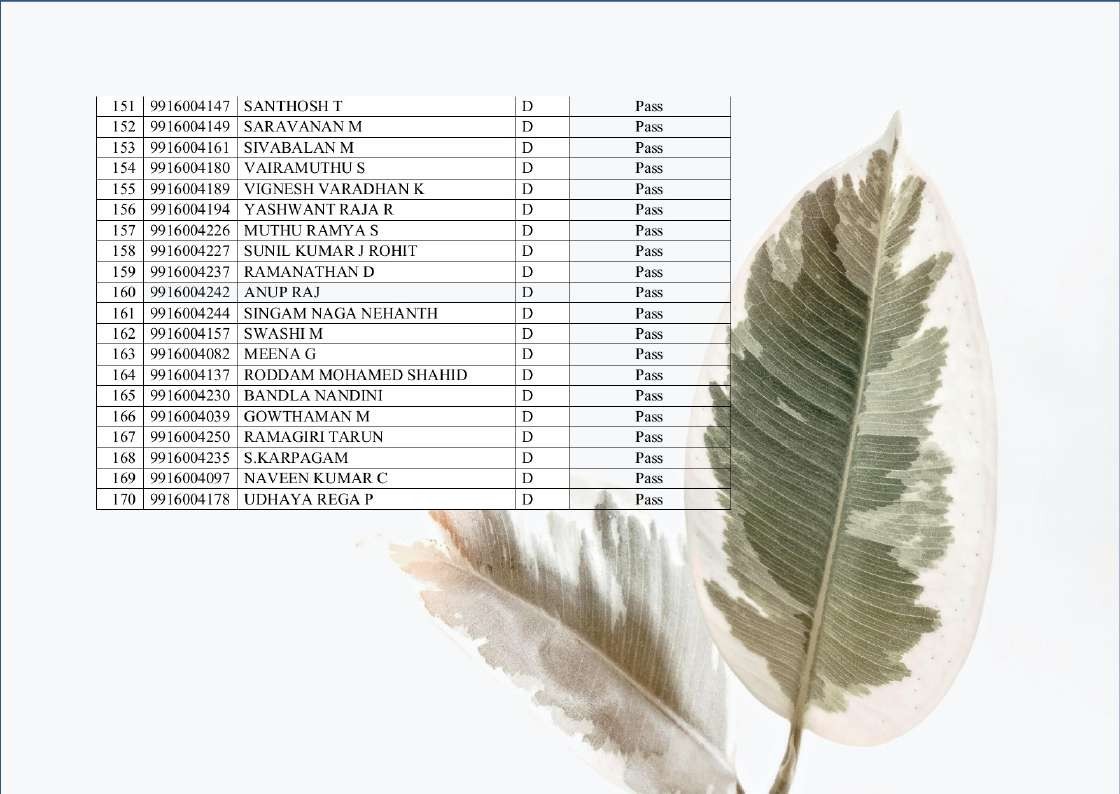 151 9916004147 SANTHOSH T D Pass
152 9916004149 SARAVANAN M D Pass
153 9916004161 SIVABALAN M D Pass
154 9916004180 VAIRAMUTHU S D Pass
155 9916004189 VIGNESH VARADHAN K D Pass
156 9916004194 YASHWANT RAJA R D Pass
157 9916004226 MUTHU RAMYA S D Pass
158 9916004227 SUNIL KUMAR J ROHIT D Pass
159 9916004237 RAMANATHAN D D Pass
160 9916004242 ANUP RAJ D Pass
161 9916004244 SINGAM NAGA NEHANTH D Pass
162 9916004157 SWASHI M D Pass
163 9916004082 MEENA G D Pass
164 9916004137 RODDAM MOHAMED SHAHID D Pass
165 9916004230 BANDLA NANDINI D Pass
166 9916004039 GOWTHAMAN M D Pass
167 9916004250 RAMAGIRI TARUN D Pass
168 9916004235 S.KARPAGAM D Pass
169 9916004097 NAVEEN KUMAR C D Pass
170 9916004178 UDHAYA REGA P D Pass